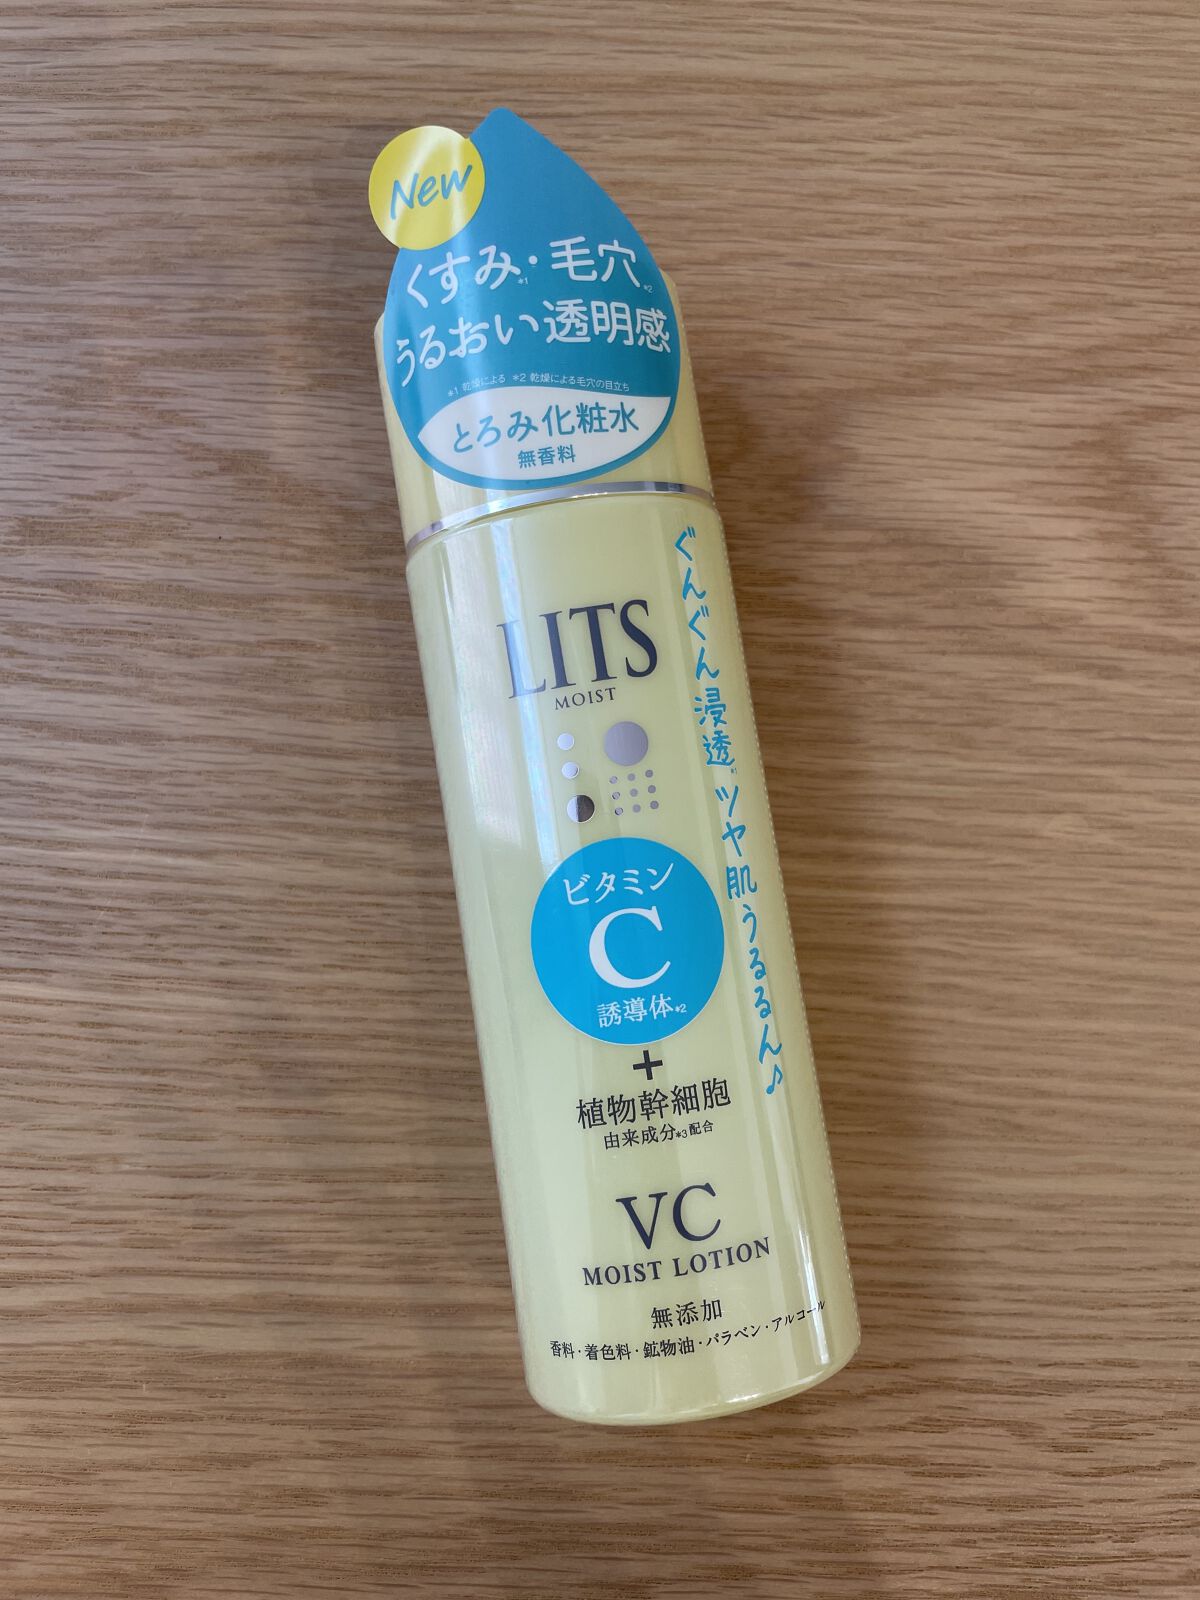 New
くすみ*1・毛穴*2
うるおい透明感
*1 乾燥による *2 乾燥による毛穴の目立ち
とろみ化粧水
無香料
LITS
MOIST
ぐんぐん浸透*1 ツヤ肌うるるん♪
ビタミン
C
誘導体*2
+
植物幹細胞
由来成分*3配合
VC
MOIST LOTION
無添加
香料・着色料・鉱物油・パラベン・アルコール